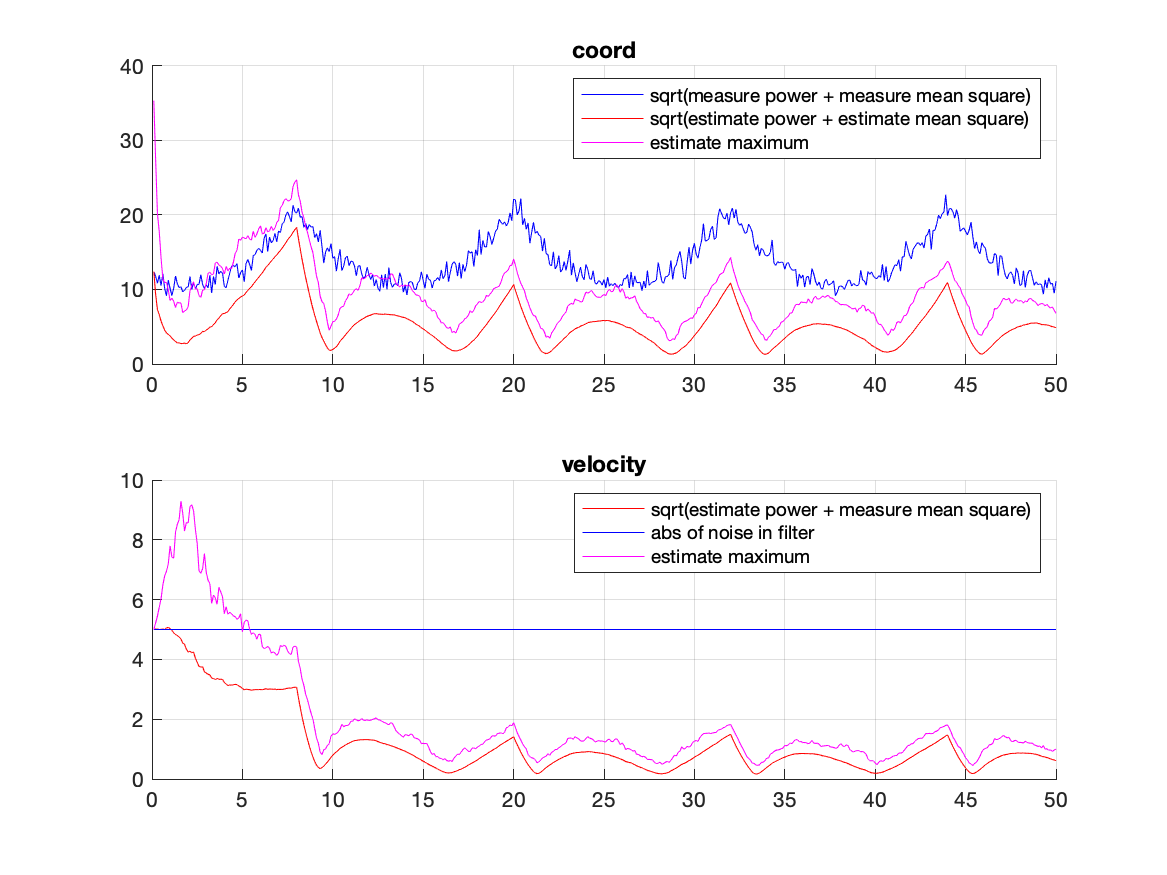 coord
40
sqrt(measure power + measure mean square)
sqrt(estimate power + estimate mean square)
estimate maximum
30
20
10
0
0 5 10 15 20 25 30 35 40 45 50
velocity
10
sqrt(estimate power + measure mean square)
abs of noise in filter
estimate maximum
8
6
4
2
0
0 5 10 15 20 25 30 35 40 45 50